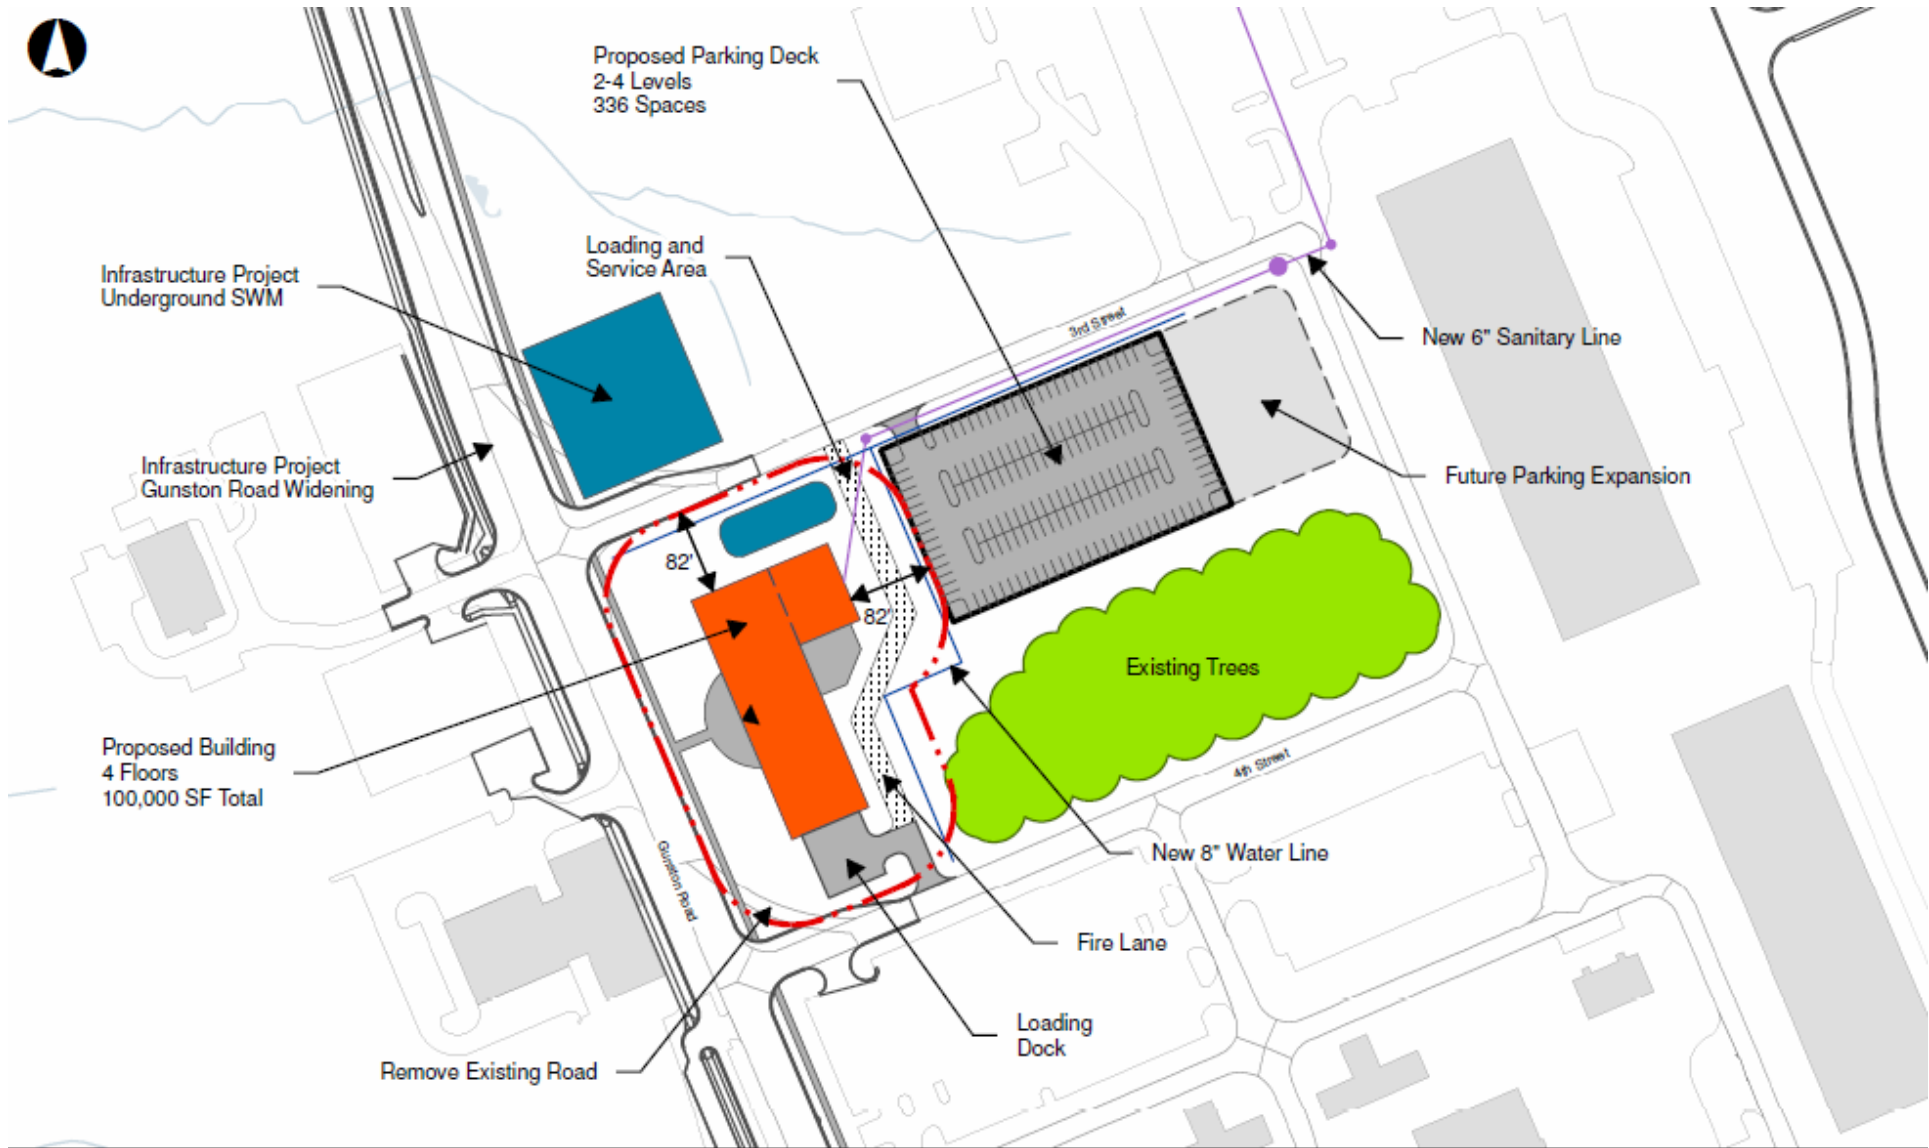 Proposed Parking Deck
2-4 Levels
336 Spaces
Loading and
Service Area
Infrastructure Project
Underground SWM
3rd Street
New 6" Sanitary Line
Infrastructure Project
Gunston Road Widening
Future Parking Expansion
82'
82'
Existing Trees
Proposed Building
4 Floors
100,000 SF Total
4th Street
New 8" Water Line
Gunston Road
Fire Lane
Loading
Dock
Remove Existing Road